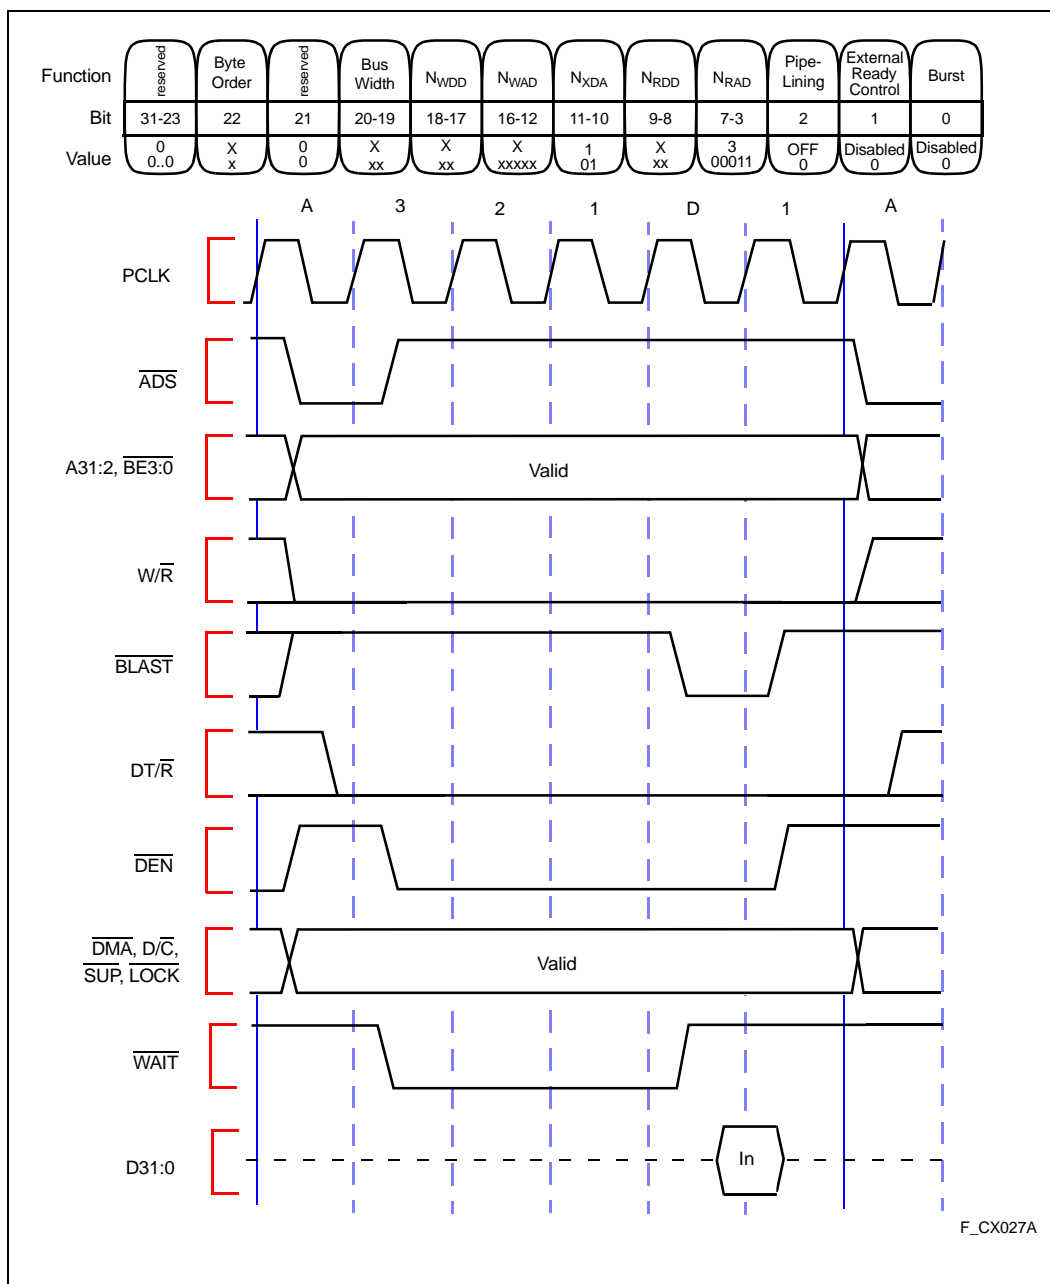 Function reserved Byte Order reserved Bus Width NWDD NWAD NXDA NRDD NRAD Pipe-Lining External Ready Control Burst
Bit 31-23 22 21 20-19 18-17 16-12 11-10 9-8 7-3 2 1 0
Value 0 X 0 X X X 1 X 3 OFF Disabled Disabled
0..0 x 0 xx xx xxxxx 01 xx 00011 0 0 0
A 3 2 1 D 1 A
PCLK
ADS
A31:2, BE3:0 Valid
W/R
BLAST
DT/R
DEN
DMA, D/C,
SUP, LOCK Valid
WAIT
D31:0 In
F_CX027A